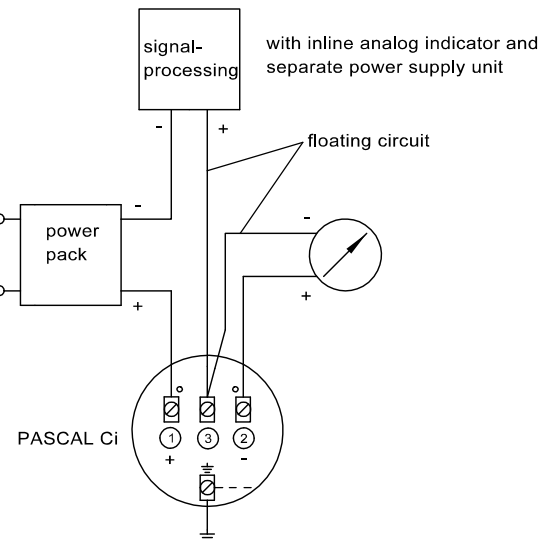 signal-
processing
with inline analog indicator and
separate power supply unit
- +
floating circuit
-
power
pack
-
+
+
PASCAL Ci
1 3 2
+ -